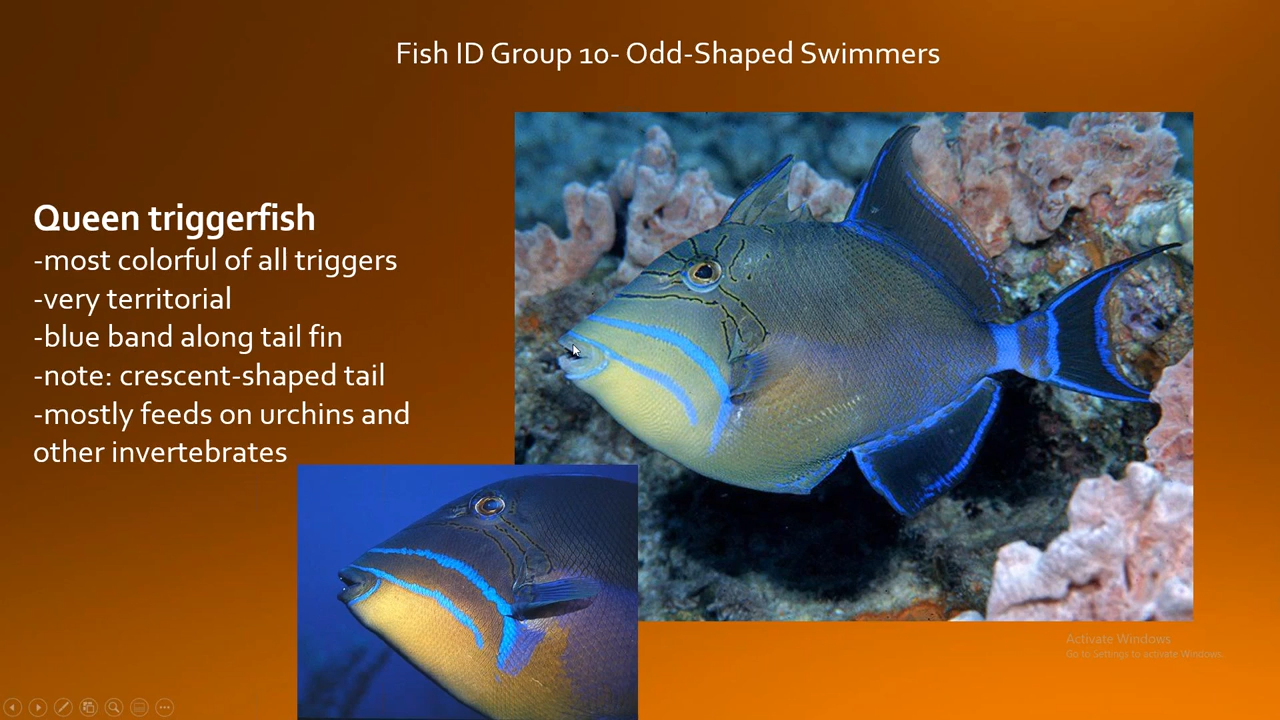 Fish ID Group 10- Odd-Shaped Swimmers
Queen triggerfish
-most colorful of all triggers
-very territorial
-blue band along tail fin
-note: crescent-shaped tail
-mostly feeds on urchins and
other invertebrates
Activate Windows
Go to Settings to activate Windows.